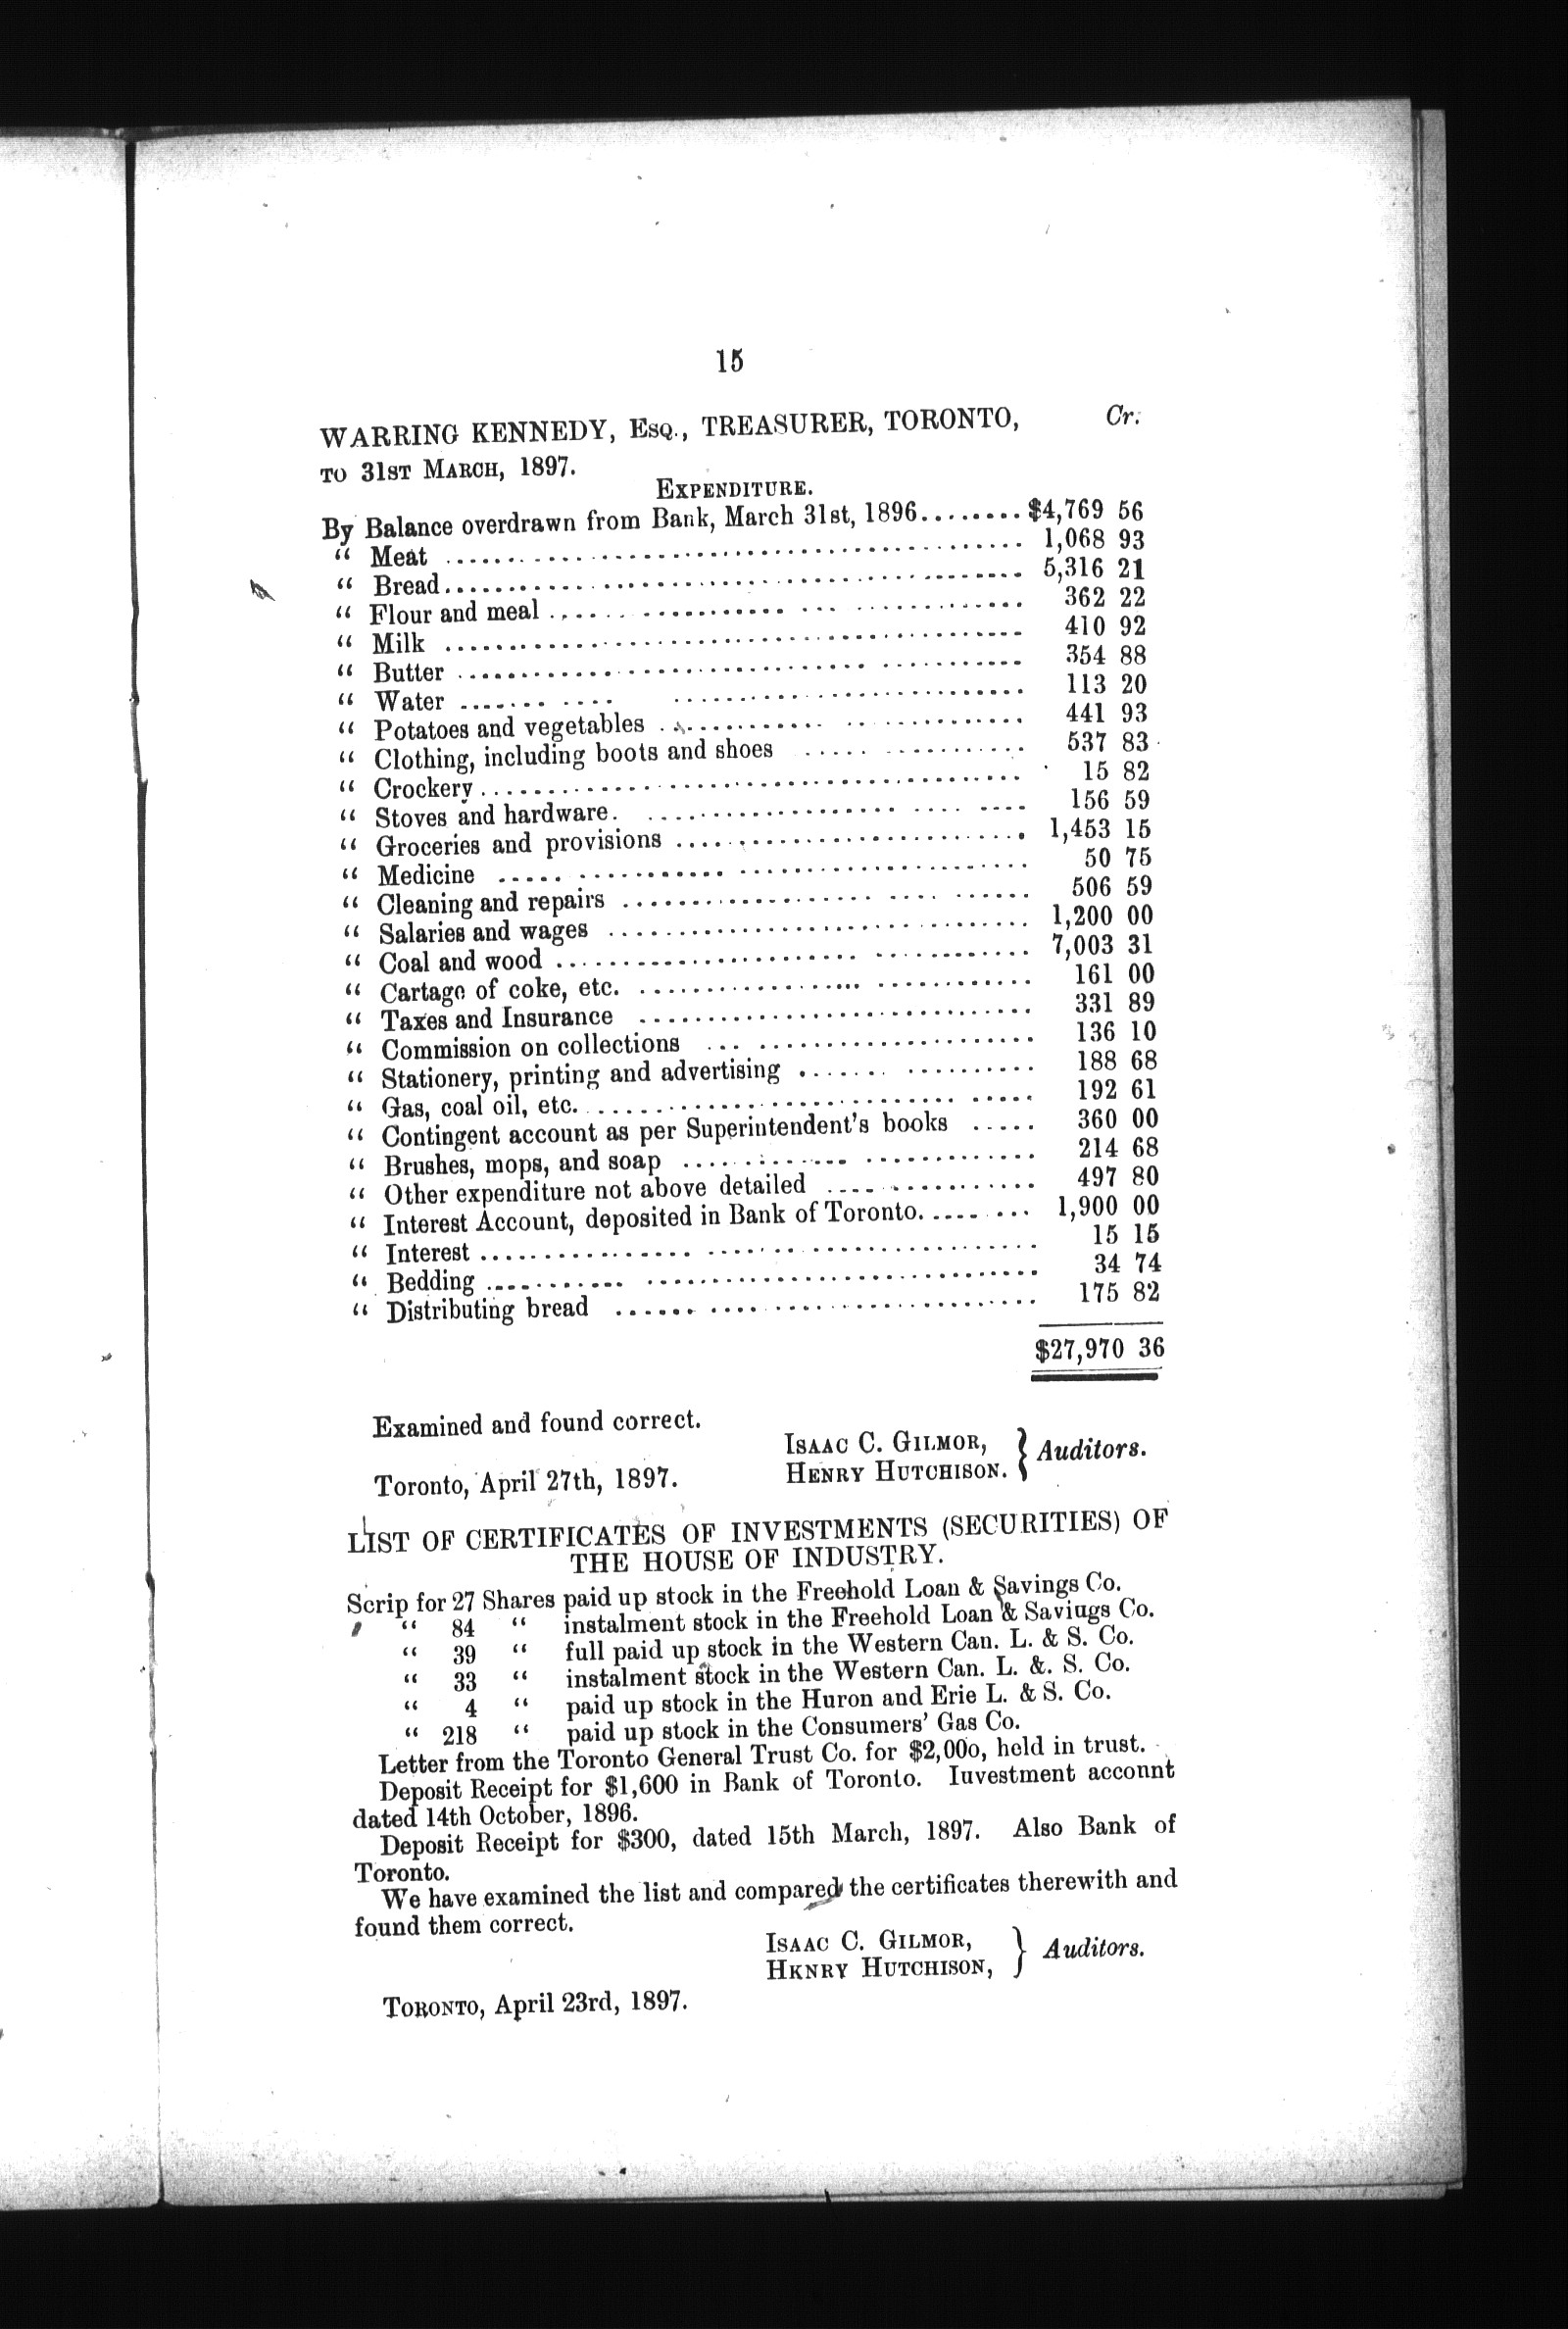 15
WARRING KENNEDY, Esq., TREASURER, TORONTO, Cr.
TO 31ST MARCH, 1897.
EXPENDITURE.
By Balance overdrawn from Bank, March 31st, 1896........ $4,769 56
“ Meat ........ 1,068 93
“ Bread........ 5,316 21
“ Flour and meal ........ 362 22
“ Milk ........ 410 92
“ Butter ........ 354 88
“ Water ........ 113 20
“ Potatoes and vegetables ........ 441 93
“ Clothing, including boots and shoes ........ 537 83
“ Crockery ........ 15 82
“ Stoves and hardware. ........ 156 59
“ Groceries and provisions ........ 1,453 15
“ Medicine ........ 50 75
“ Cleaning and repairs ........ 506 59
“ Salaries and wages ........ 1,200 00
“ Coal and wood ........ 7,003 31
“ Cartage of coke, etc. ........ 161 00
“ Taxes and Insurance ........ 331 89
“ Commission on collections ........ 136 10
“ Stationery, printing and advertising ........ 188 68
“ Gas, coal oil, etc. ........ 192 61
“ Contingent account as per Superintendent's books ..... 360 00
“ Brushes, mops, and soap ........ 214 68
“ Other expenditure not above detailed ........ 497 80
“ Interest Account, deposited in Bank of Toronto. ........ 1,900 00
“ Interest ........ 15 15
“ Bedding ........ 34 74
“ Distributing bread ........ 175 82
$27,970 36
Examined and found correct.
ISAAC C. GILMOR,
HENRY HUTCHISON. } Auditors.
Toronto, April 27th, 1897.
LIST OF CERTIFICATES OF INVESTMENTS (SECURITIES) OF
THE HOUSE OF INDUSTRY.
Scrip for 27 Shares paid up stock in the Freehold Loan & Savings Co.
“ 84 “ instalment stock in the Freehold Loan & Saviugs Co.
“ 39 “ full paid up stock in the Western Can. L. & S. Co.
“ 33 “ instalment stock in the Western Can. L. &. S. Co.
“ 4 “ paid up stock in the Huron and Erie L. & S. Co.
“ 218 “ paid up stock in the Consumers' Gas Co.
Letter from the Toronto General Trust Co. for $2,00o, held in trust.
Deposit Receipt for $1,600 in Bank of Toronto. Iuvestment acconnt
dated 14th October, 1896.
Deposit Receipt for $300, dated 15th March, 1897. Also Bank of
Toronto.
We have examined the list and compared the certificates therewith and
found them correct.
ISAAC C. GILMOR,
HKNRY HUTCHISON, } Auditors.
TORONTO, April 23rd, 1897.